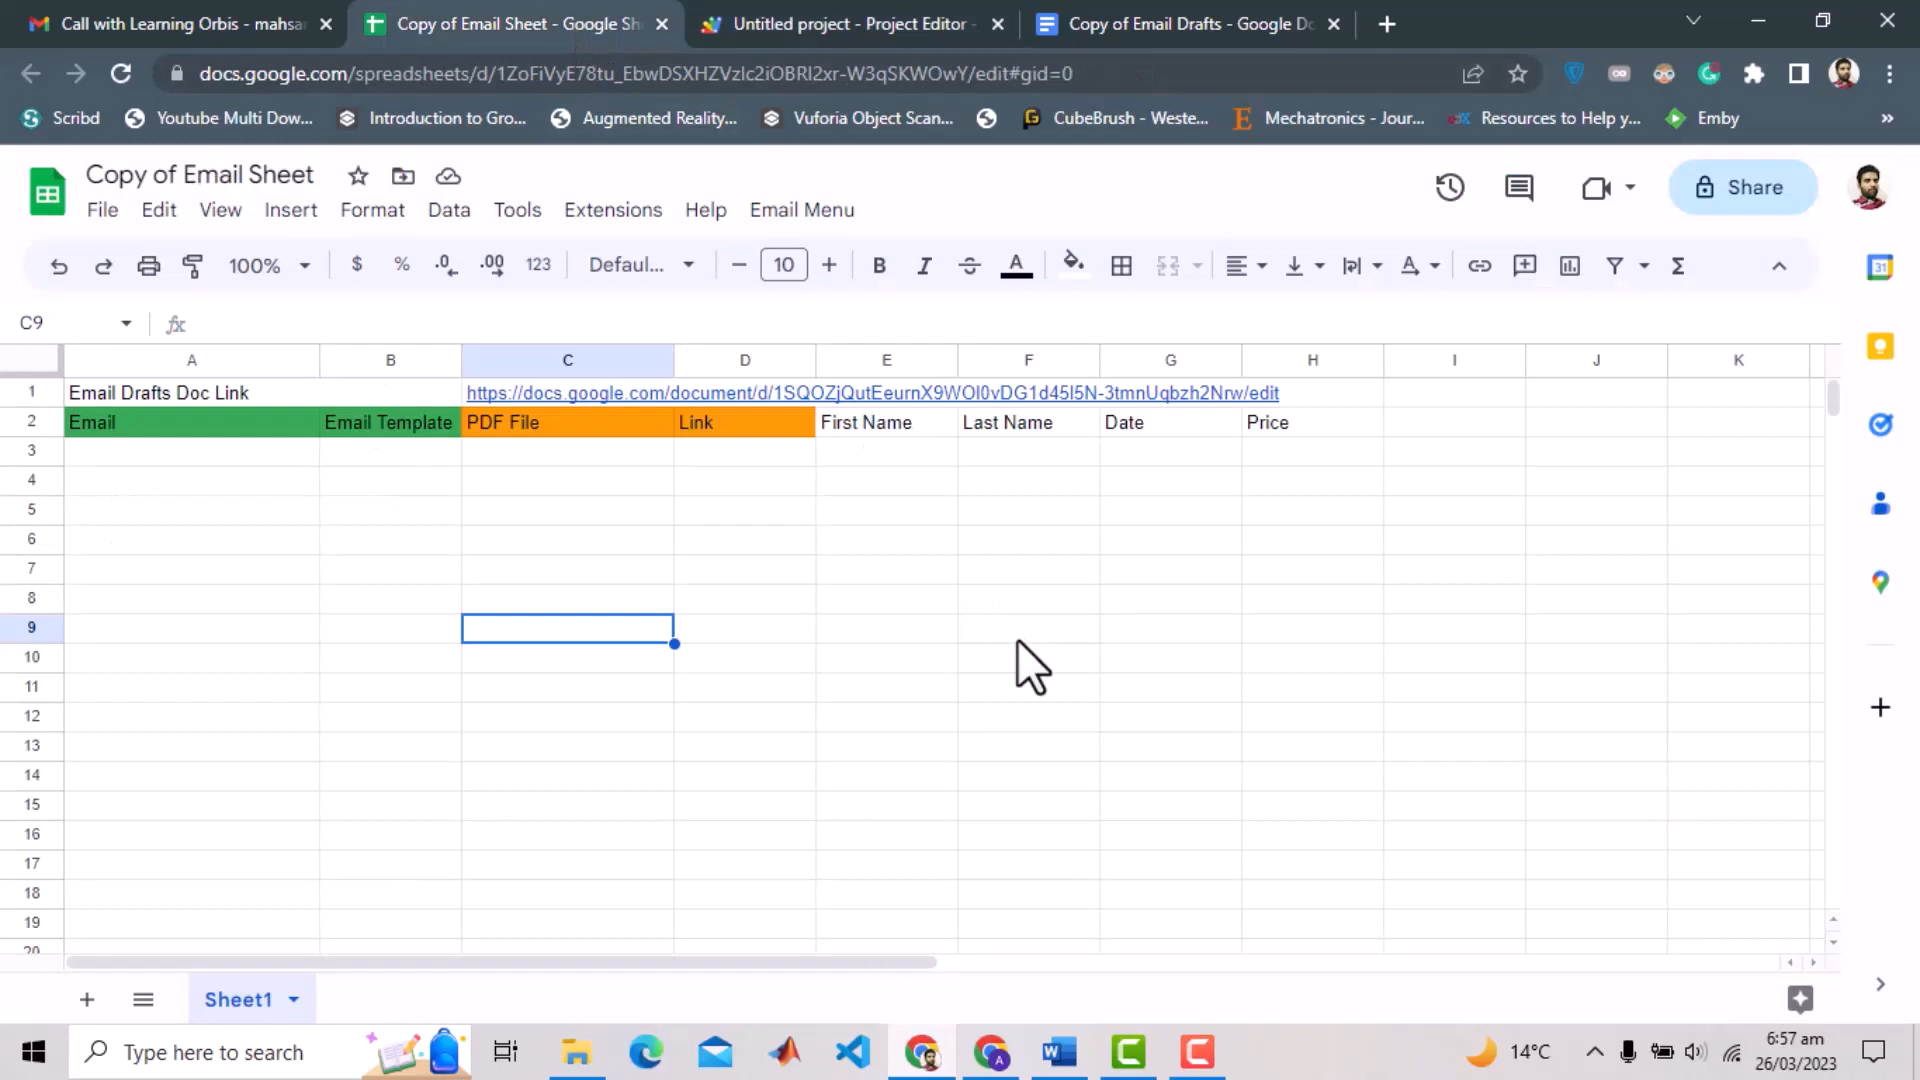 Call with Learning Orbis - mahsa
Copy of Email Sheet - Google Sh
Untitled project - Project Editor -
Copy of Email Drafts - Google Do
docs.google.com/spreadsheets/d/1ZoFiVyE78tu_EbwDSXHZVzlc2iOBRl2xr-W3qSKWOwY/edit#gid=0
Scribd
Youtube Multi Dow...
Introduction to Gro...
Augmented Reality...
Vuforia Object Scan...
CubeBrush - Weste...
Mechatronics - Jour...
Resources to Help y...
Emby
»
Copy of Email Sheet
File Edit View Insert Format Data Tools Extensions Help Email Menu
Share
100% $ % .0 .00 123 Defaul... − 10 + B I A Σ
31
C9 fx
A B C D E F G H I J K
1 Email Drafts Doc Link https://docs.google.com/document/d/1SQOZjQutEeurnX9WOl0vDG1d45l5N-3tmnUqbzh2Nrw/edit
2 Email Email Template PDF File Link First Name Last Name Date Price
3
4
5
6
7
8
9
10
11
12
13
14
15
16
17
18
19
20
Sheet1
Type here to search
14°C
6:57 am
26/03/2023